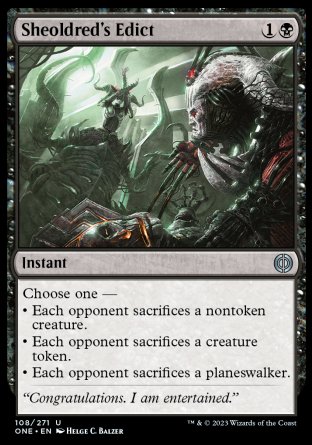 Sheoldred's Edict 1
Instant
Choose one —
• Each opponent sacrifices a nontoken
creature.
• Each opponent sacrifices a creature
token.
• Each opponent sacrifices a planeswalker.
"Congratulations. I am entertained."
108/271 U
ONE • EN Helge C. Balzer
™ & © 2023 Wizards of the Coast